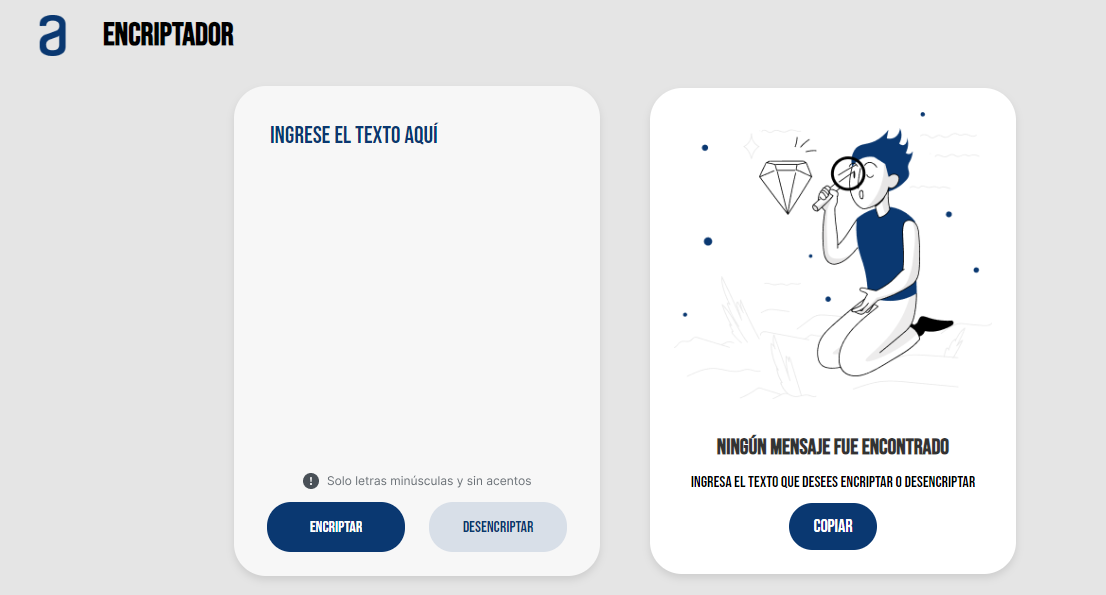 a
ENCRIPTADOR
INGRESE EL TEXTO AQUÍ
Solo letras minúsculas y sin acentos
ENCRIPTAR
DESENCRIPTAR
NINGÚN MENSAJE FUE ENCONTRADO
INGRESA EL TEXTO QUE DESEES ENCRIPTAR O DESENCRIPTAR
COPIAR